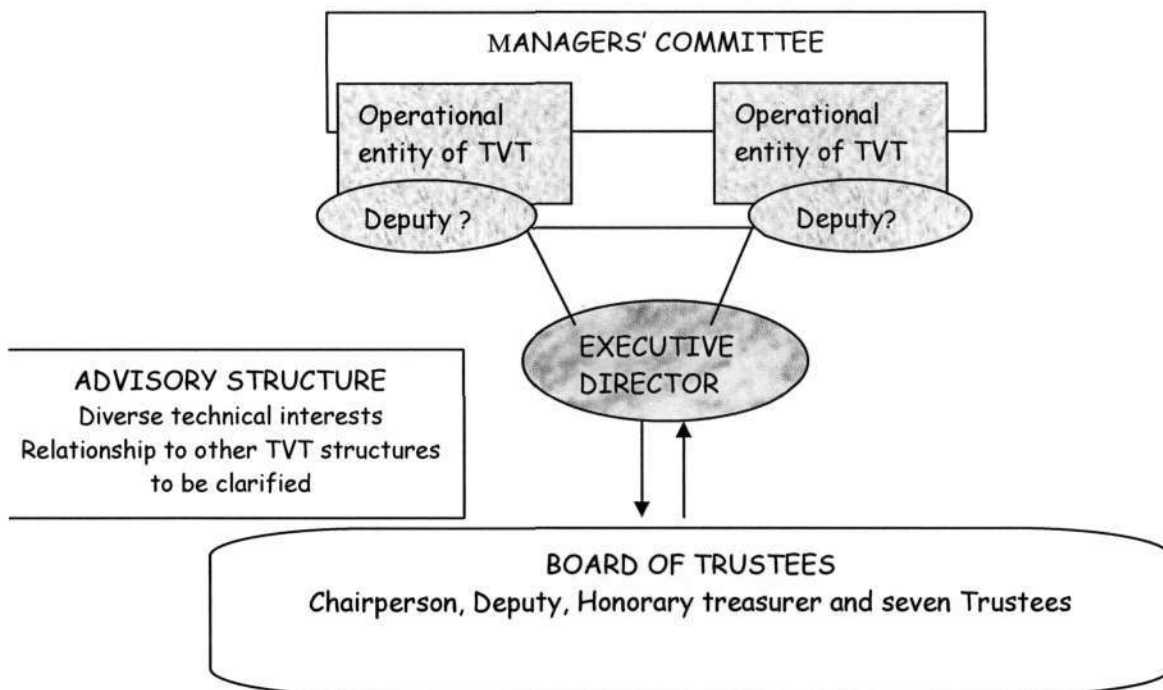 MANAGERS' COMMITTEE
Operational
entity of TVT
Operational
entity of TVT
Deputy ?
Deputy?
EXECUTIVE
DIRECTOR
ADVISORY STRUCTURE
Diverse technical interests
Relationship to other TVT structures
to be clarified
BOARD OF TRUSTEES
Chairperson, Deputy, Honorary treasurer and seven Trustees